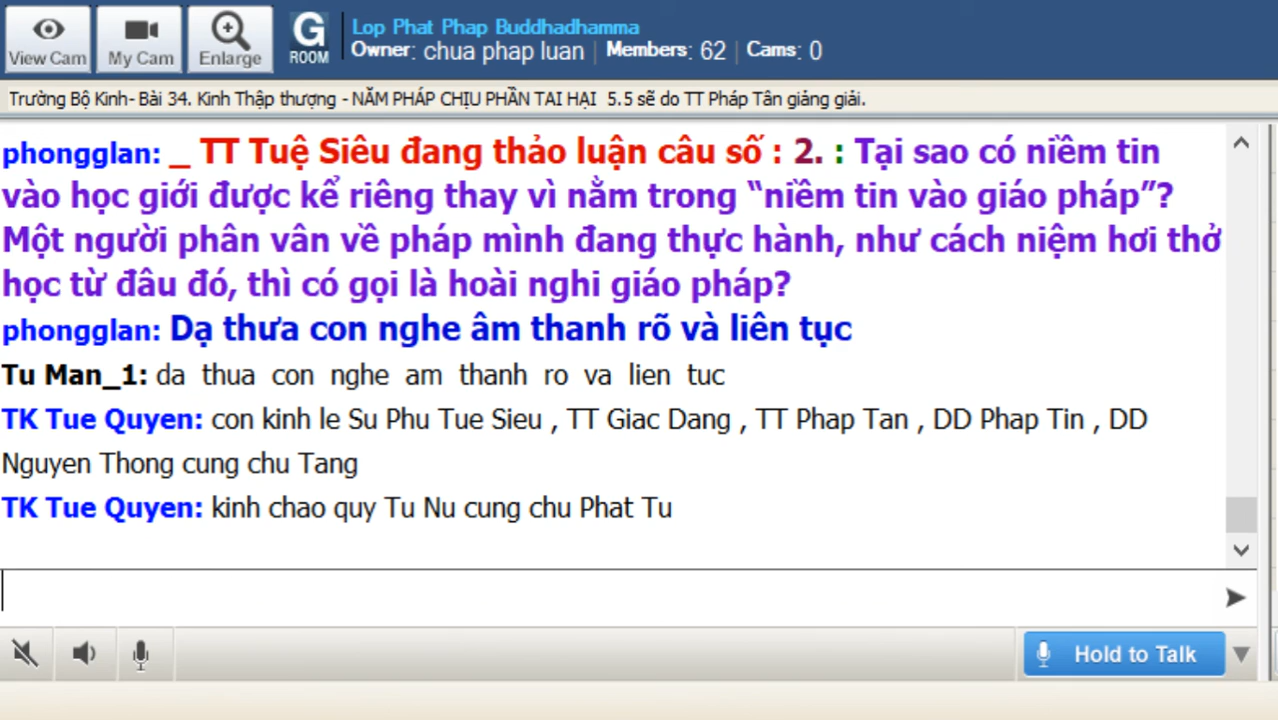 View Cam
My Cam
Enlarge
G
ROOM
Lop Phat Phap Buddhadhamma
Owner: chua phap luan | Members: 62 | Cams: 0
Trường Bộ Kinh- Bài 34. Kinh Thập thượng - NĂM PHÁP CHỊU PHẦN TAI HẠI 5.5 sẽ do TT Pháp Tân giảng giải.
phongglan: _ TT Tuệ Siêu đang thảo luận câu số : 2. : Tại sao có niềm tin
vào học giới được kể riêng thay vì nằm trong “niềm tin vào giáo pháp”?
Một người phân vân về pháp mình đang thực hành, như cách niệm hơi thở
học từ đâu đó, thì có gọi là hoài nghi giáo pháp?
phongglan: Dạ thưa con nghe âm thanh rõ và liên tục
Tu Man_1: da thua con nghe am thanh ro va lien tuc
TK Tue Quyen: con kinh le Su Phu Tue Sieu , TT Giac Dang , TT Phap Tan , DD Phap Tin , DD
Nguyen Thong cung chu Tang
TK Tue Quyen: kinh chao quy Tu Nu cung chu Phat Tu
Hold to Talk